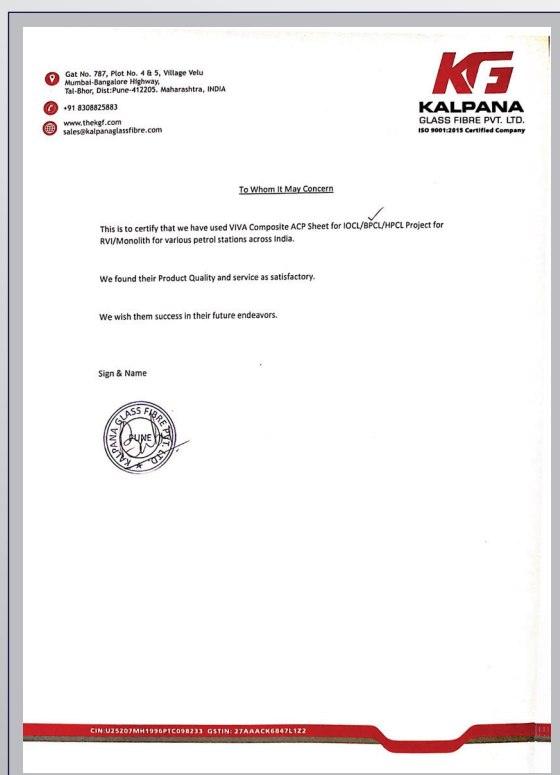 Gat No. 787, Plot No. 4 & 5, Village Velu
Mumbai-Bangalore Highway,
Tal-Bhor, Dist:Pune-412205. Maharashtra, INDIA
+91 8308825883
www.thekgf.com
sales@kalpanaglassfibre.com
KGF
KALPANA
GLASS FIBRE PVT. LTD.
ISO 9001:2015 Certified Company
To Whom It May Concern
This is to certify that we have used VIVA Composite ACP Sheet for IOCL/BPCL/HPCL Project for
RVI/Monolith for various petrol stations across India.
We found their Product Quality and service as satisfactory.
We wish them success in their future endeavors.
Sign & Name
KALPANA GLASS FIBRE PVT. LTD.
PUNE
CIN:U25207MH1996PTC098233 GSTIN: 27AAACK6847L1Z2